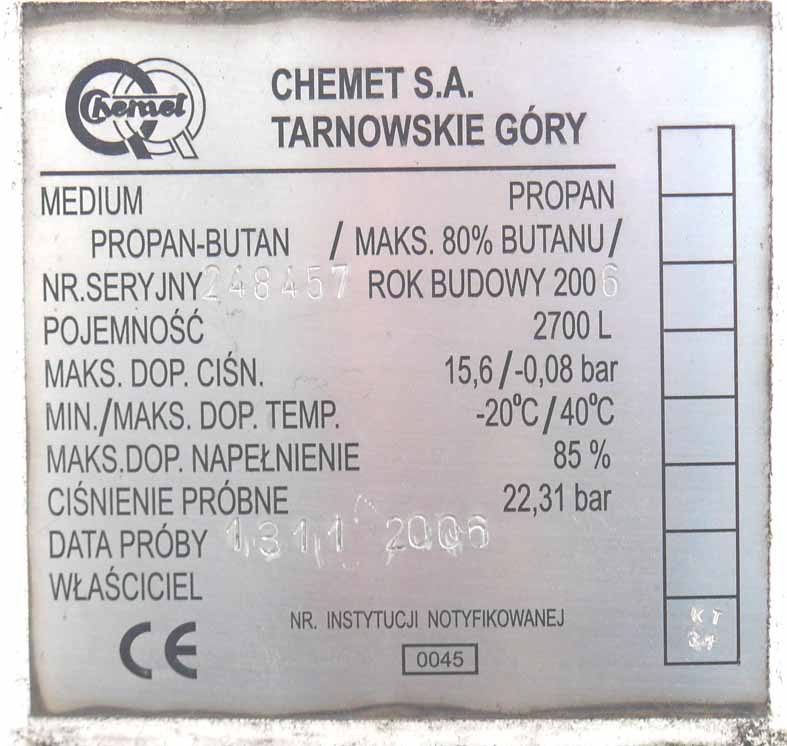 Chemet
CHEMET S.A.
TARNOWSKIE GÓRY
MEDIUM PROPAN
PROPAN-BUTAN / MAKS. 80% BUTANU/
NR.SERYJNY 248457 ROK BUDOWY 2006
POJEMNOŚĆ 2700 L
MAKS. DOP. CIŚN. 15,6/-0,08 bar
MIN./MAKS. DOP. TEMP. -20°C/40°C
MAKS.DOP. NAPEŁNIENIE 85 %
CIŚNIENIE PRÓBNE 22,31 bar
DATA PRÓBY 1311 2006
WŁAŚCICIEL
NR. INSTYTUCJI NOTYFIKOWANEJ
CE 0045
KT